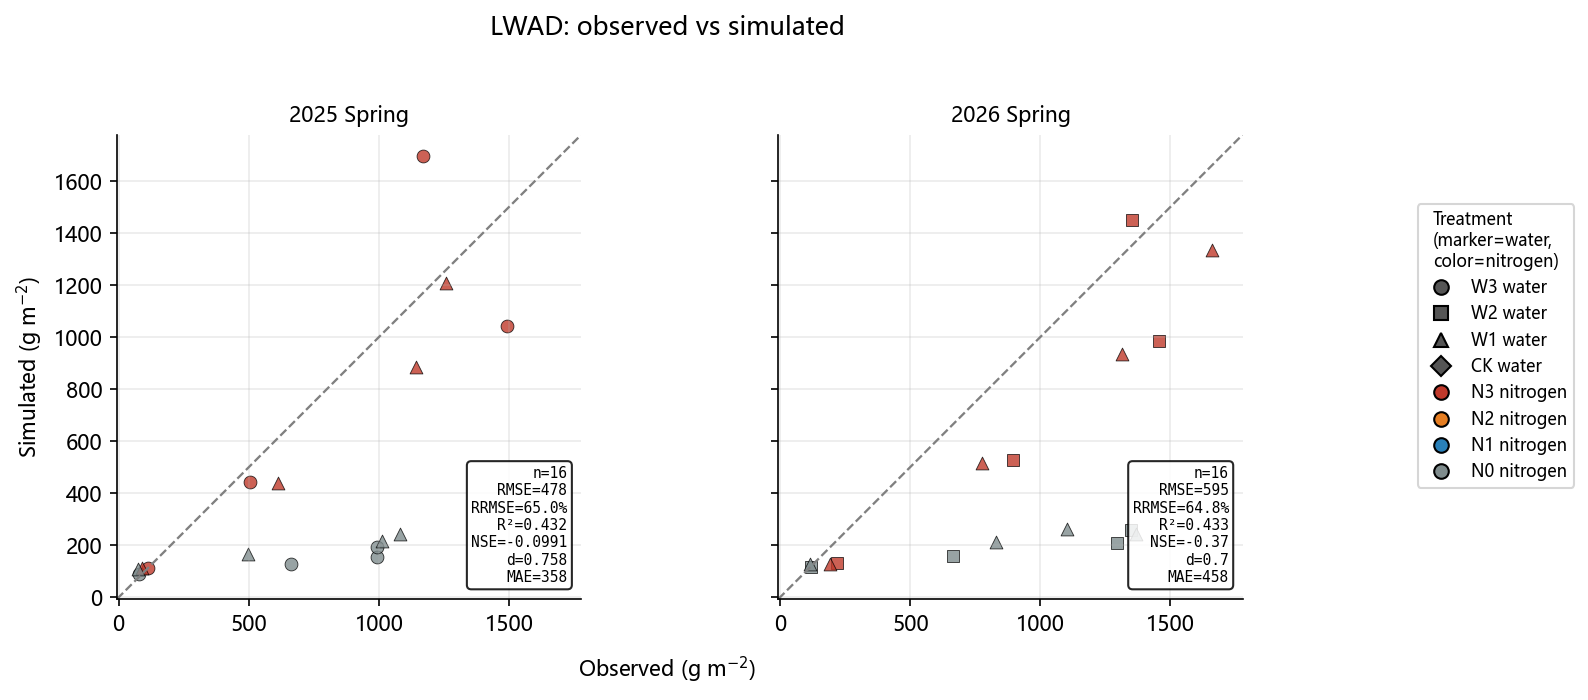 LWAD: observed vs simulated
2025 Spring
2026 Spring
Simulated (g m⁻²)
1600
1400
1200
1000
800
600
400
200
0
n=16
RMSE=478
RRMSE=65.0%
R²=0.432
NSE=-0.0991
d=0.758
MAE=358
n=16
RMSE=595
RRMSE=64.8%
R²=0.433
NSE=-0.37
d=0.7
MAE=458
0 500 1000 1500
0 500 1000 1500
Observed (g m⁻²)
Treatment
(marker=water,
color=nitrogen)
W3 water
W2 water
W1 water
CK water
N3 nitrogen
N2 nitrogen
N1 nitrogen
N0 nitrogen